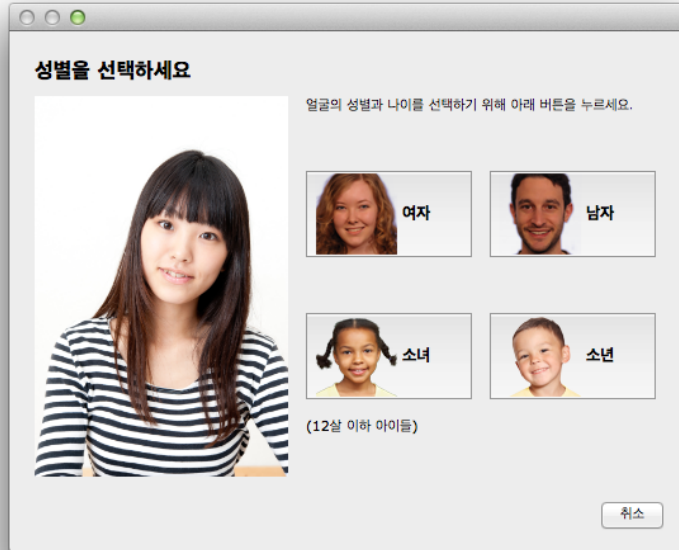 성별을 선택하세요
얼굴의 성별과 나이를 선택하기 위해 아래 버튼을 누르세요.
여자
남자
소녀
소년
(12살 이하 아이들)
취소